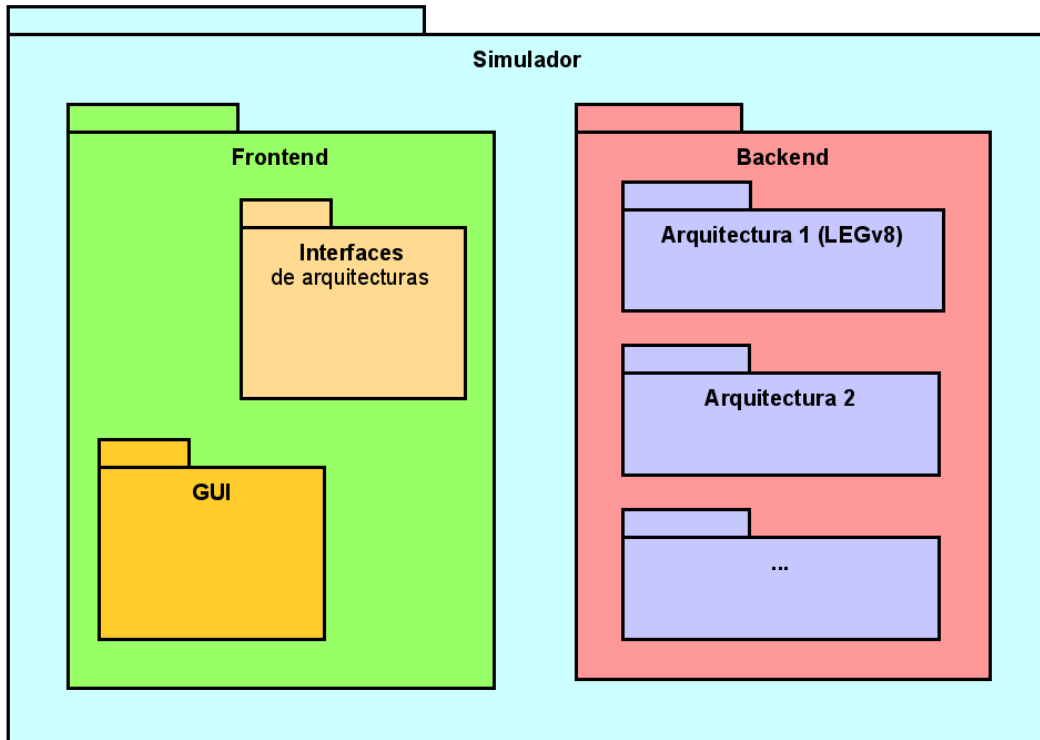 Simulador
Frontend
Interfaces
de arquitecturas
GUI
Backend
Arquitectura 1 (LEGv8)
Arquitectura 2
...